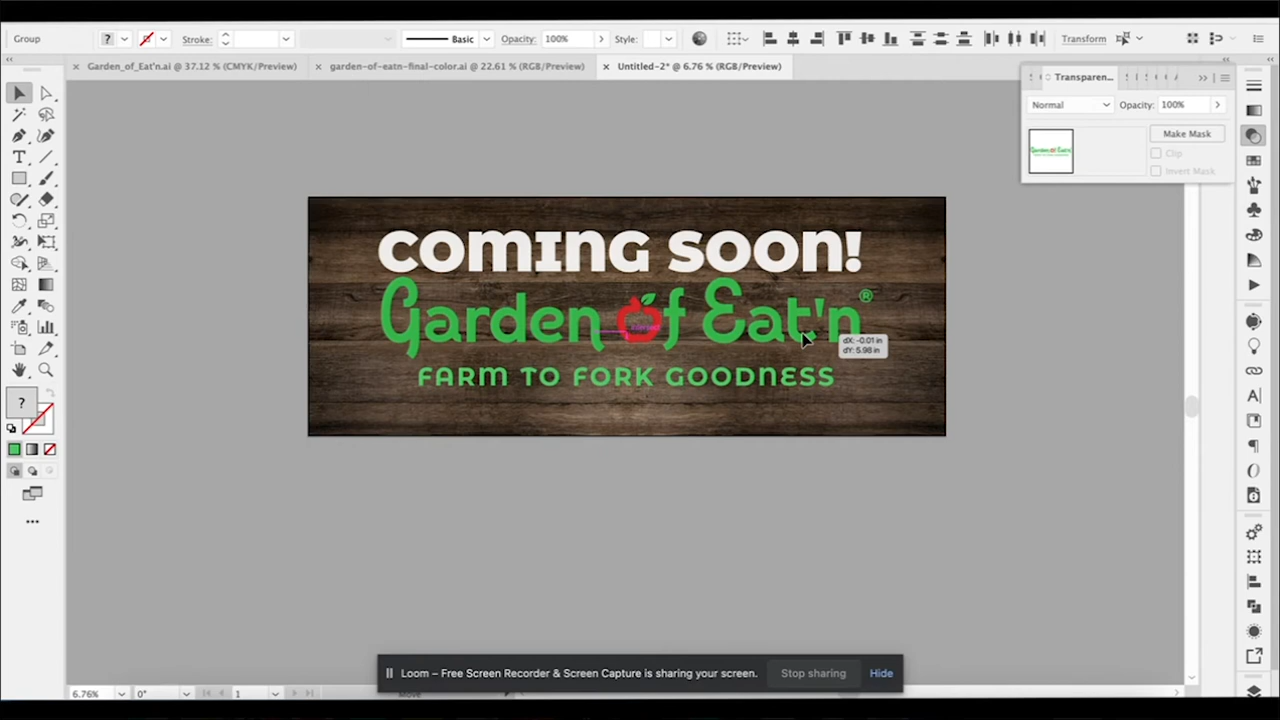 Group
?
Stroke:
Basic
Opacity: 100%
Style:
Transform
Garden_of_Eat'n.ai @ 37.12 % (CMYK/Preview)
garden-of-eatn-final-color.ai @ 22.61 % (RGB/Preview)
Untitled-2* @ 6.76 % (RGB/Preview)
Transparen...
Normal
Opacity: 100%
Make Mask
Clip
Invert Mask
COMING SOON!
Garden of Eat'n®
dX: -0.01 in
dY: 5.98 in
FARM TO FORK GOODNESS
?
Loom – Free Screen Recorder & Screen Capture is sharing your screen.
Stop sharing
Hide
6.76%
0°
1
Move